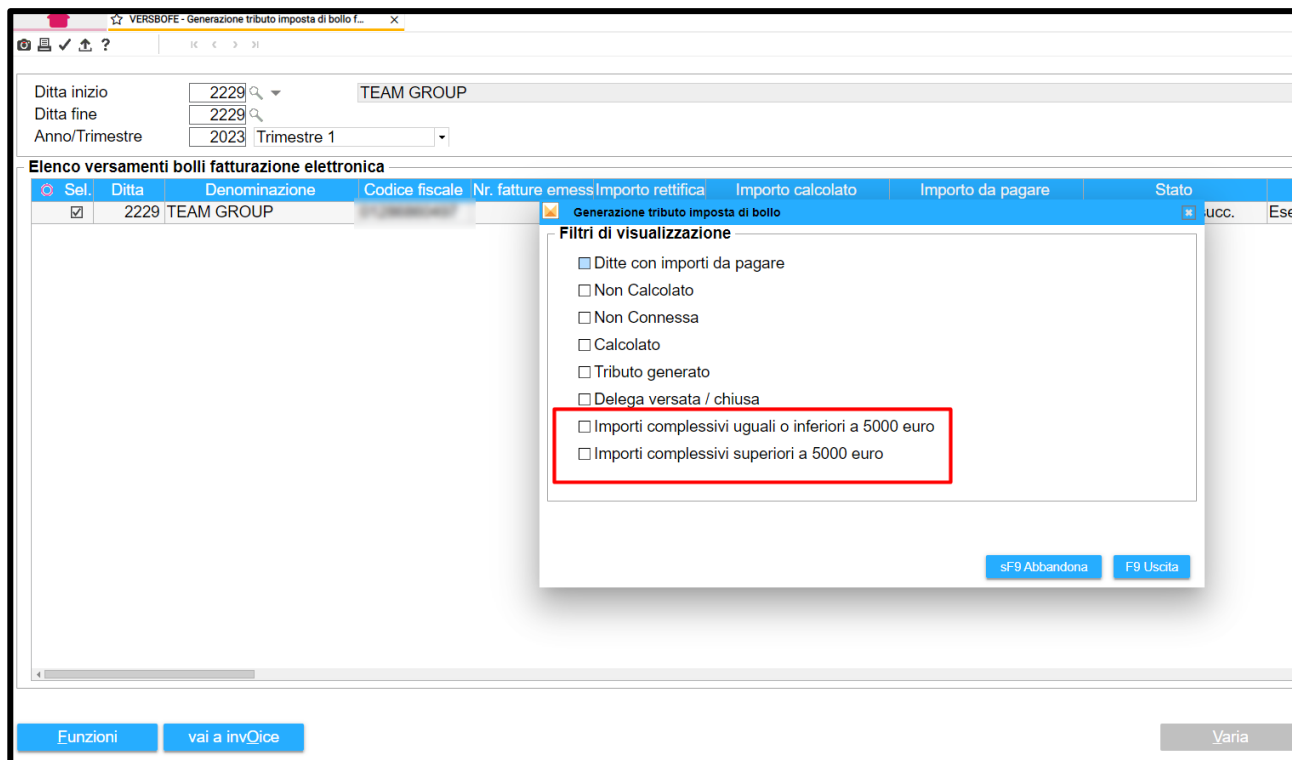 VERSBOFE - Generazione tributo imposta di bollo f...
Ditta inizio 2229 TEAM GROUP
Ditta fine 2229
Anno/Trimestre 2023 Trimestre 1
Elenco versamenti bolli fatturazione elettronica
Sel. Ditta Denominazione Codice fiscale Nr. fatture emess Importo rettifica Importo calcolato Importo da pagare Stato
2229 TEAM GROUP succ. Ese
Generazione tributo imposta di bollo
Filtri di visualizzazione
Ditte con importi da pagare
Non Calcolato
Non Connessa
Calcolato
Tributo generato
Delega versata / chiusa
Importi complessivi uguali o inferiori a 5000 euro
Importi complessivi superiori a 5000 euro
sF9 Abbandona F9 Uscita
Funzioni vai a invOice Varia